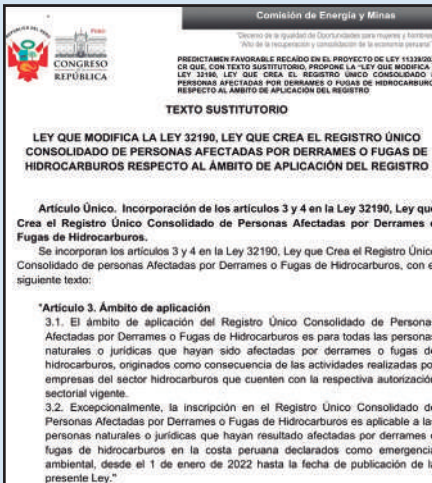 Comisión de Energía y Minas
REPÚBLICA DEL PERÚ
PERÚ
CONGRESO
REPÚBLICA
"Decenio de la Igualdad de Oportunidades para mujeres y hombres
"Año de la recuperación y consolidación de la economía peruana"
PREDICTAMEN FAVORABLE RECAÍDO EN EL PROYECTO DE LEY
CR QUE, CON TEXTO SUSTITUTORIO, PROPONE LA "LEY QUE MODIFICA
LEY 32190, LEY QUE CREA EL REGISTRO ÚNICO CONSOLIDADO
PERSONAS AFECTADAS POR DERRAMES O FUGAS DE HIDROCARBURO
RESPECTO AL ÁMBITO DE APLICACIÓN DEL REGISTRO
TEXTO SUSTITUTORIO
LEY QUE MODIFICA LA LEY 32190, LEY QUE CREA EL REGISTRO ÚNICO
CONSOLIDADO DE PERSONAS AFECTADAS POR DERRAMES O FUGAS DE
HIDROCARBUROS RESPECTO AL ÁMBITO DE APLICACIÓN DEL REGISTRO
Artículo Único. Incorporación de los artículos 3 y 4 en la Ley 32190, Ley que
Crea el Registro Único Consolidado de Personas Afectadas por Derrames o
Fugas de Hidrocarburos.
Se incorporan los artículos 3 y 4 en la Ley 32190, Ley que Crea el Registro Único
Consolidado de personas Afectadas por Derrames o Fugas de Hidrocarburos, con e
siguiente texto:
"Artículo 3. Ámbito de aplicación
3.1. El ámbito de aplicación del Registro Único Consolidado de Persona
Afectadas por Derrames o Fugas de Hidrocarburos es para todas las personas
naturales o jurídicas que hayan sido afectadas por derrames o fugas de
hidrocarburos, originados como consecuencia de las actividades realizadas po
empresas del sector hidrocarburos que cuenten con la respectiva autorización
sectorial vigente.
3.2. Excepcionalmente, la inscripción en el Registro Único Consolidado de
Personas Afectadas por Derrames o Fugas de Hidrocarburos es aplicable a las
personas naturales o jurídicas que hayan resultado afectadas por derrames o
fugas de hidrocarburos en la costa peruana declarados como emergencia
ambiental, desde el 1 de enero de 2022 hasta la fecha de publicación de la
presente Ley."